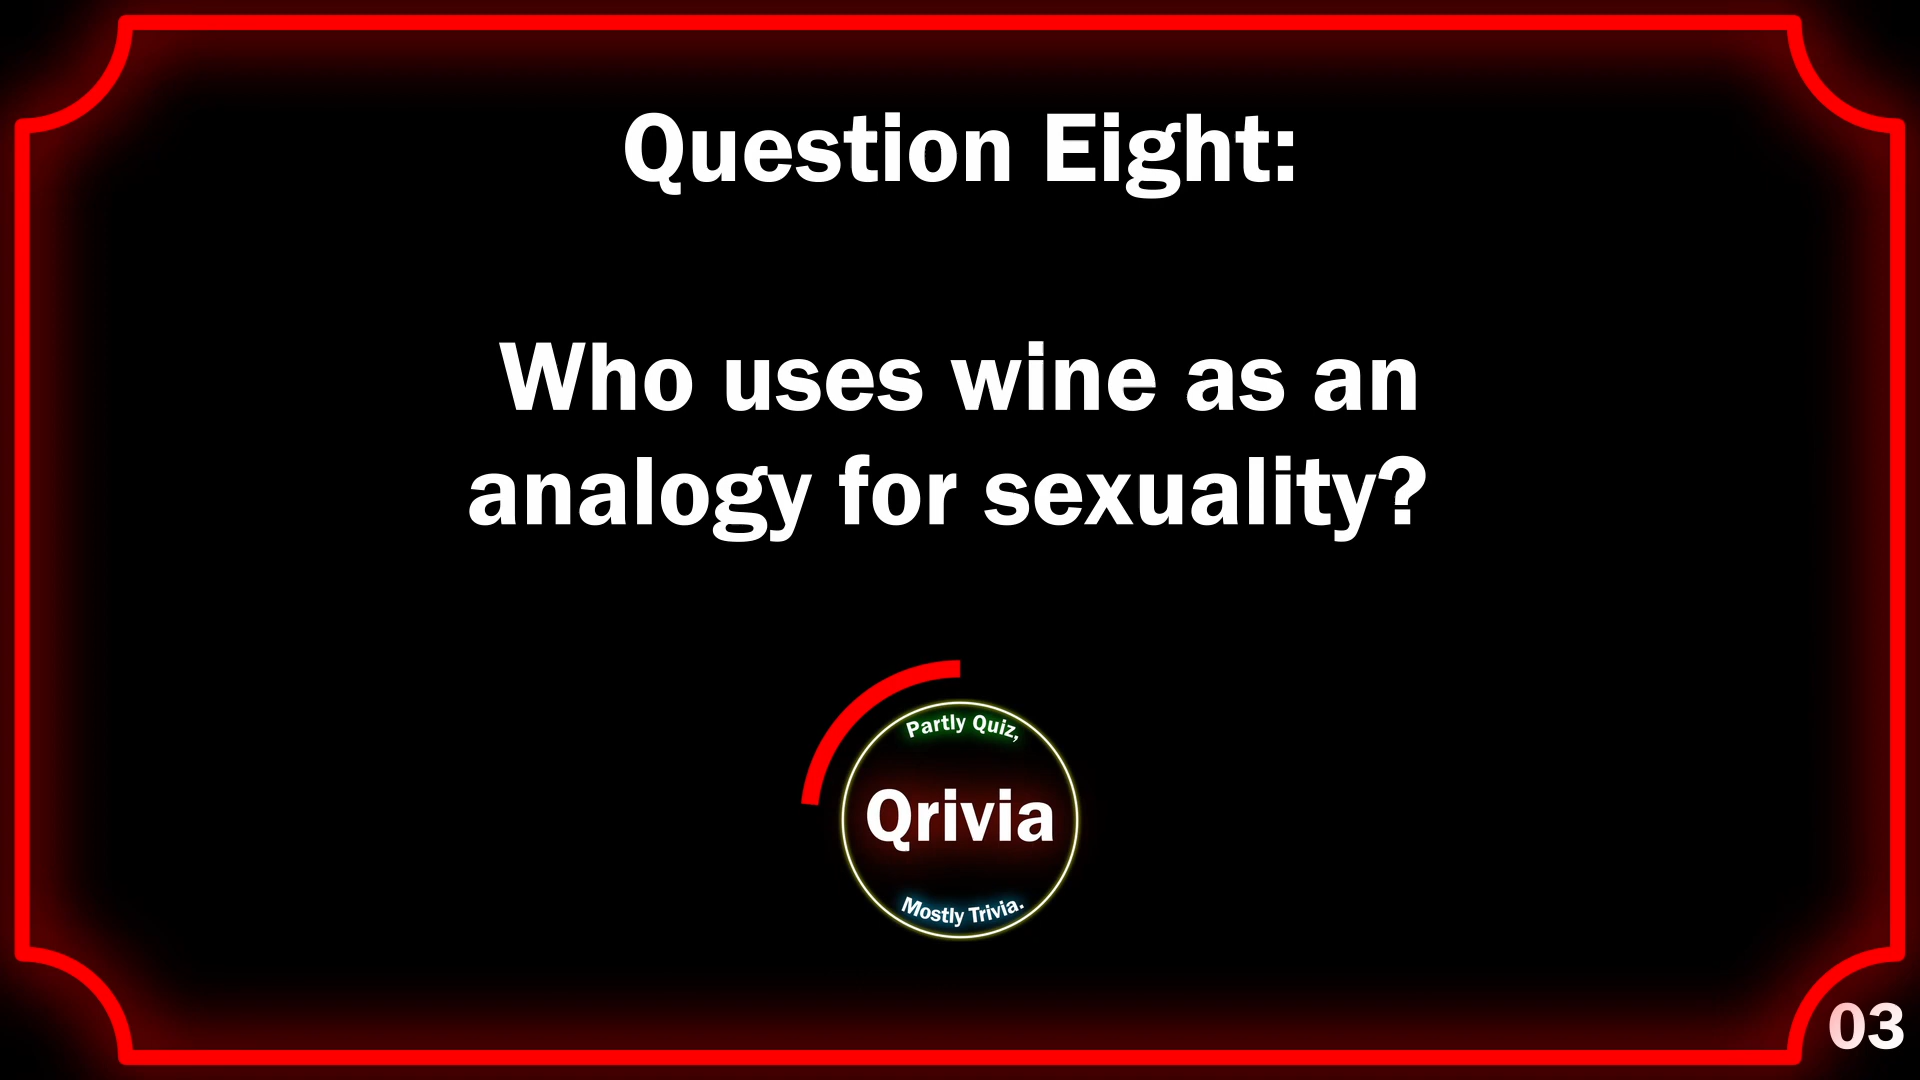 Question Eight:
Who uses wine as an
analogy for sexuality?
Partly Quiz,
Qrivia
Mostly Trivia.
03